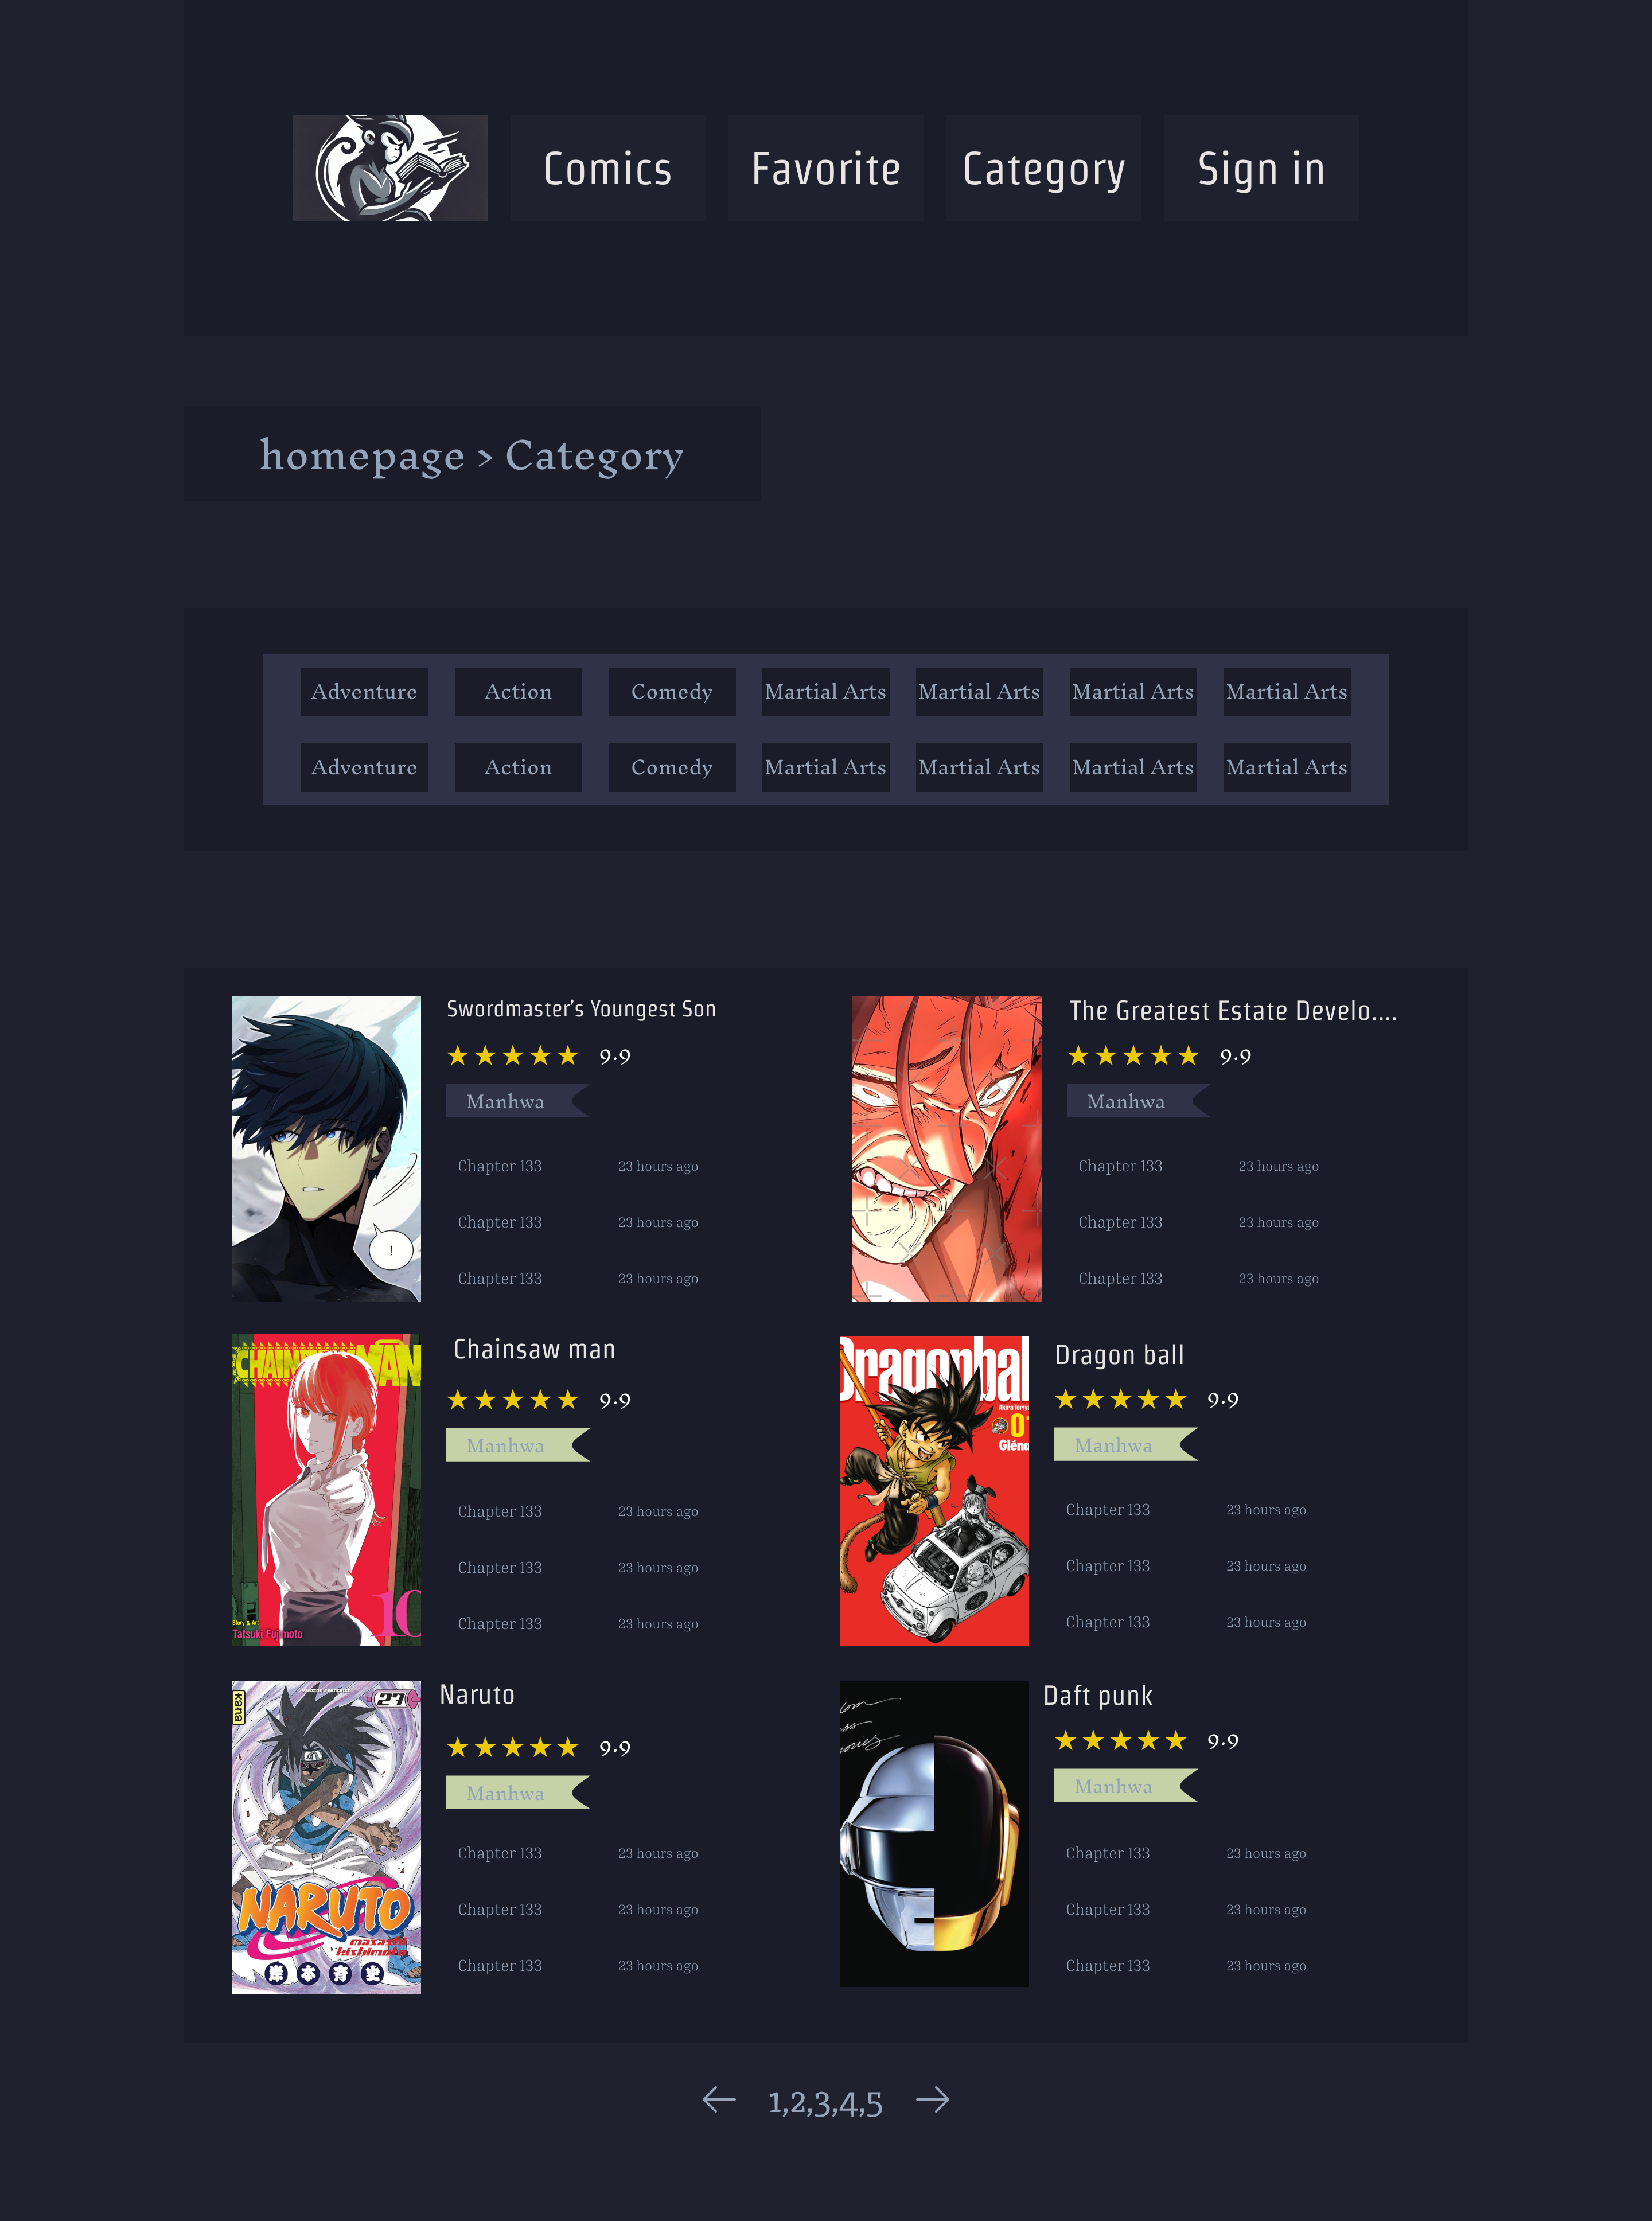 Comics Favorite Category Sign in
homepage > Category
Adventure Action Comedy Martial Arts Martial Arts Martial Arts Martial Arts
Adventure Action Comedy Martial Arts Martial Arts Martial Arts Martial Arts
Swordmaster's Youngest Son
9.9
Manhwa
Chapter 133 23 hours ago
Chapter 133 23 hours ago
Chapter 133 23 hours ago
!
The Greatest Estate Develo....
9.9
Manhwa
Chapter 133 23 hours ago
Chapter 133 23 hours ago
Chapter 133 23 hours ago
MAN
10
Story & Art
Tatsuki Fujimoto
Chainsaw man
9.9
Manhwa
Chapter 133 23 hours ago
Chapter 133 23 hours ago
Chapter 133 23 hours ago
Dragonbal
Akira Toriya
01
Gléna
Dragon ball
9.9
Manhwa
Chapter 133 23 hours ago
Chapter 133 23 hours ago
Chapter 133 23 hours ago
kana
VERSION FRANÇAISE
27
NARUTO
masashi
kishimoto
岸本斉史
Naruto
9.9
Manhwa
Chapter 133 23 hours ago
Chapter 133 23 hours ago
Chapter 133 23 hours ago
Daft punk
9.9
Manhwa
Chapter 133 23 hours ago
Chapter 133 23 hours ago
Chapter 133 23 hours ago
← 1,2,3,4,5 →